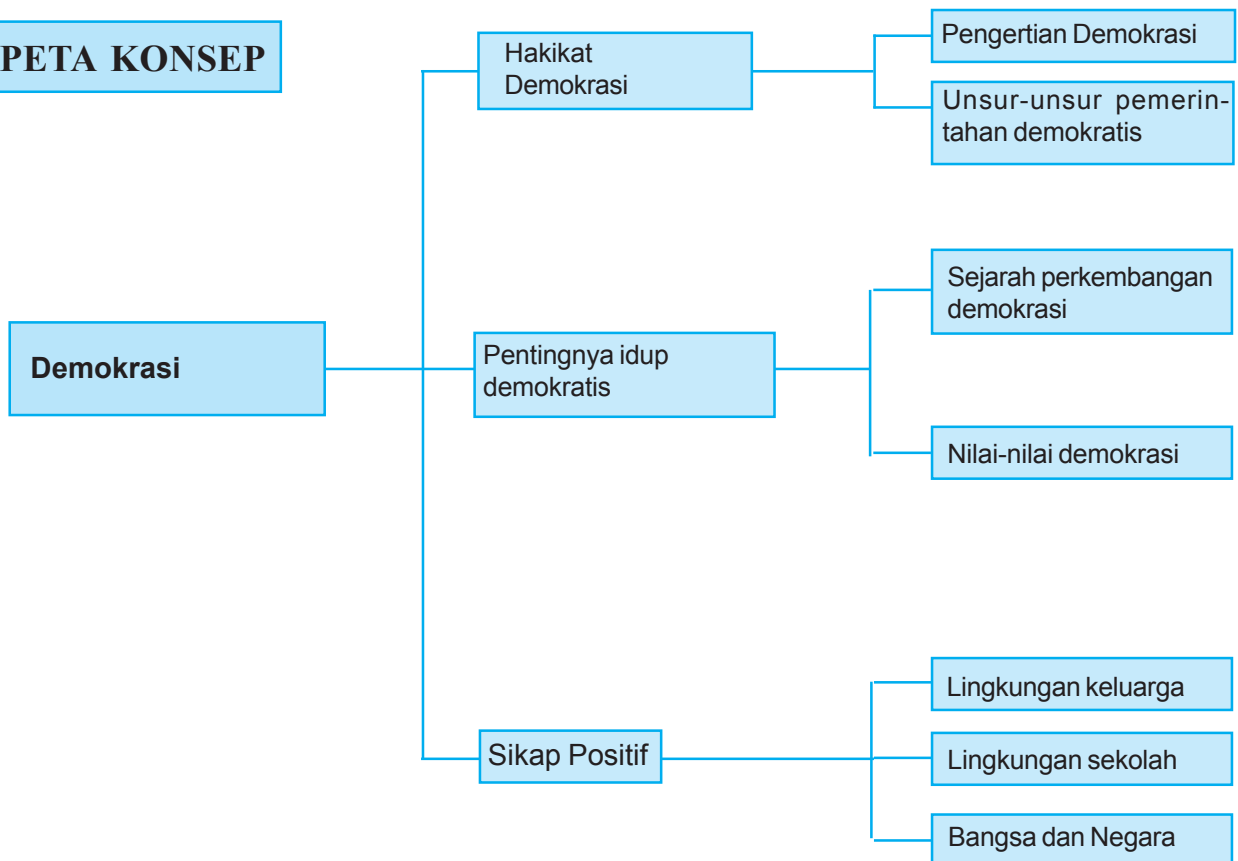 PETA KONSEP
Hakikat
Demokrasi
Pengertian Demokrasi
Unsur-unsur pemerin-
tahan demokratis
Demokrasi
Pentingnya idup
demokratis
Sejarah perkembangan
demokrasi
Nilai-nilai demokrasi
Sikap Positif
Lingkungan keluarga
Lingkungan sekolah
Bangsa dan Negara